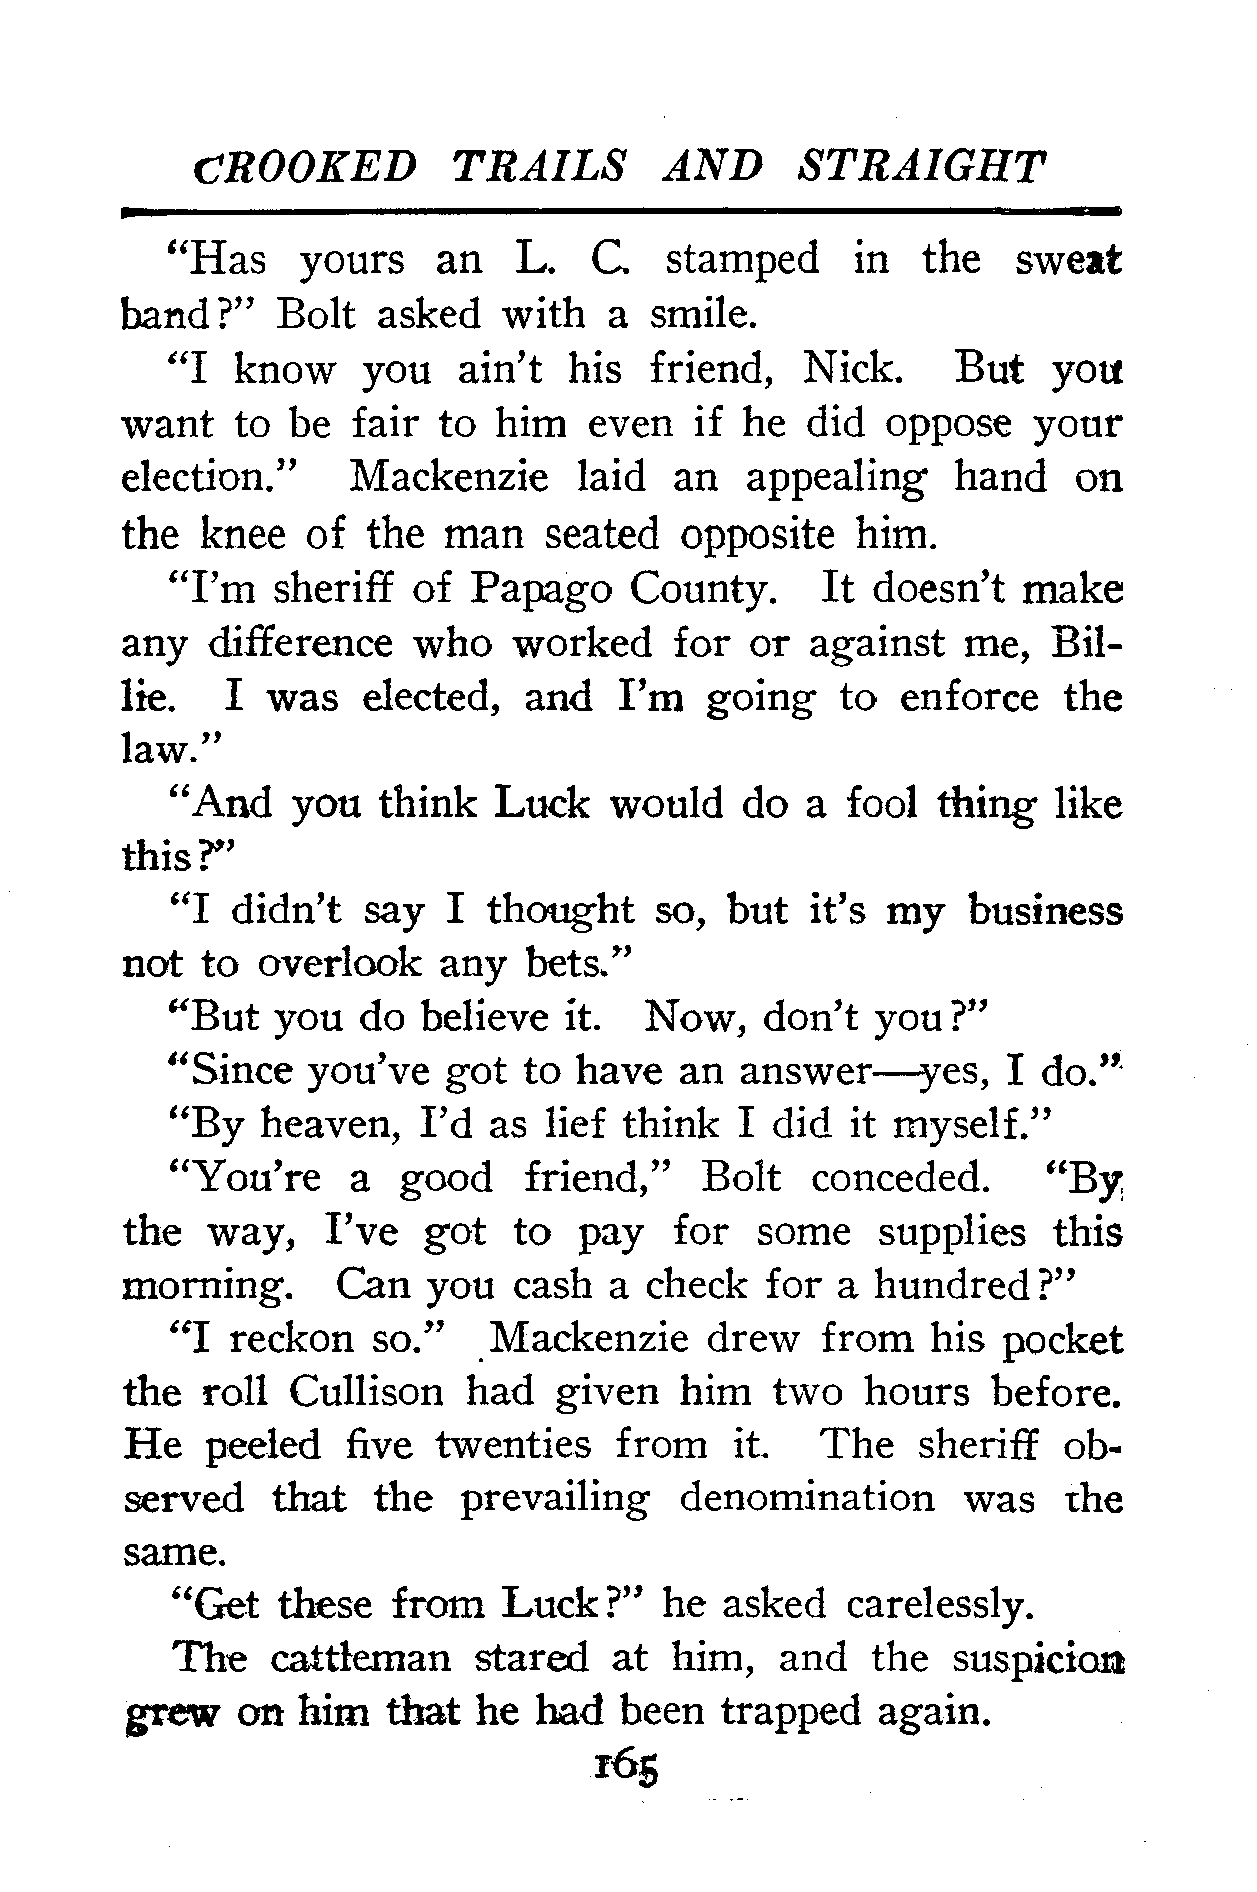 CROOKED TRAILS AND STRAIGHT
“Has yours an L. C. stamped in the sweat
band?” Bolt asked with a smile.
“I know you ain’t his friend, Nick. But you
want to be fair to him even if he did oppose your
election.” Mackenzie laid an appealing hand on
the knee of the man seated opposite him.
“I’m sheriff of Papago County. It doesn’t make
any difference who worked for or against me, Bil-
lie. I was elected, and I’m going to enforce the
law.”
“And you think Luck would do a fool thing like
this?”
“I didn’t say I thought so, but it’s my business
not to overlook any bets.”
“But you do believe it. Now, don’t you?”
“Since you’ve got to have an answer—yes, I do.”
“By heaven, I’d as lief think I did it myself.”
“You’re a good friend,” Bolt conceded. “By
the way, I’ve got to pay for some supplies this
morning. Can you cash a check for a hundred?”
“I reckon so.” Mackenzie drew from his pocket
the roll Cullison had given him two hours before.
He peeled five twenties from it. The sheriff ob-
served that the prevailing denomination was the
same.
“Get these from Luck?” he asked carelessly.
The cattleman stared at him, and the suspicion
grew on him that he had been trapped again.
165